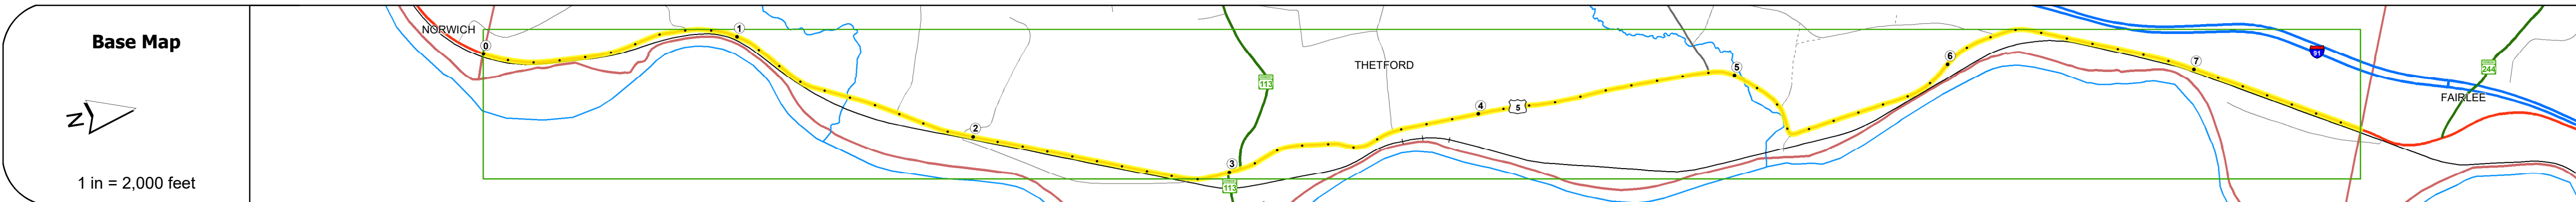 Base Map
N
1 in = 2,000 feet
NORWICH
0
1
2
3
113
113
THETFORD
4
5
5
6
7
91
244
FAIRLEE